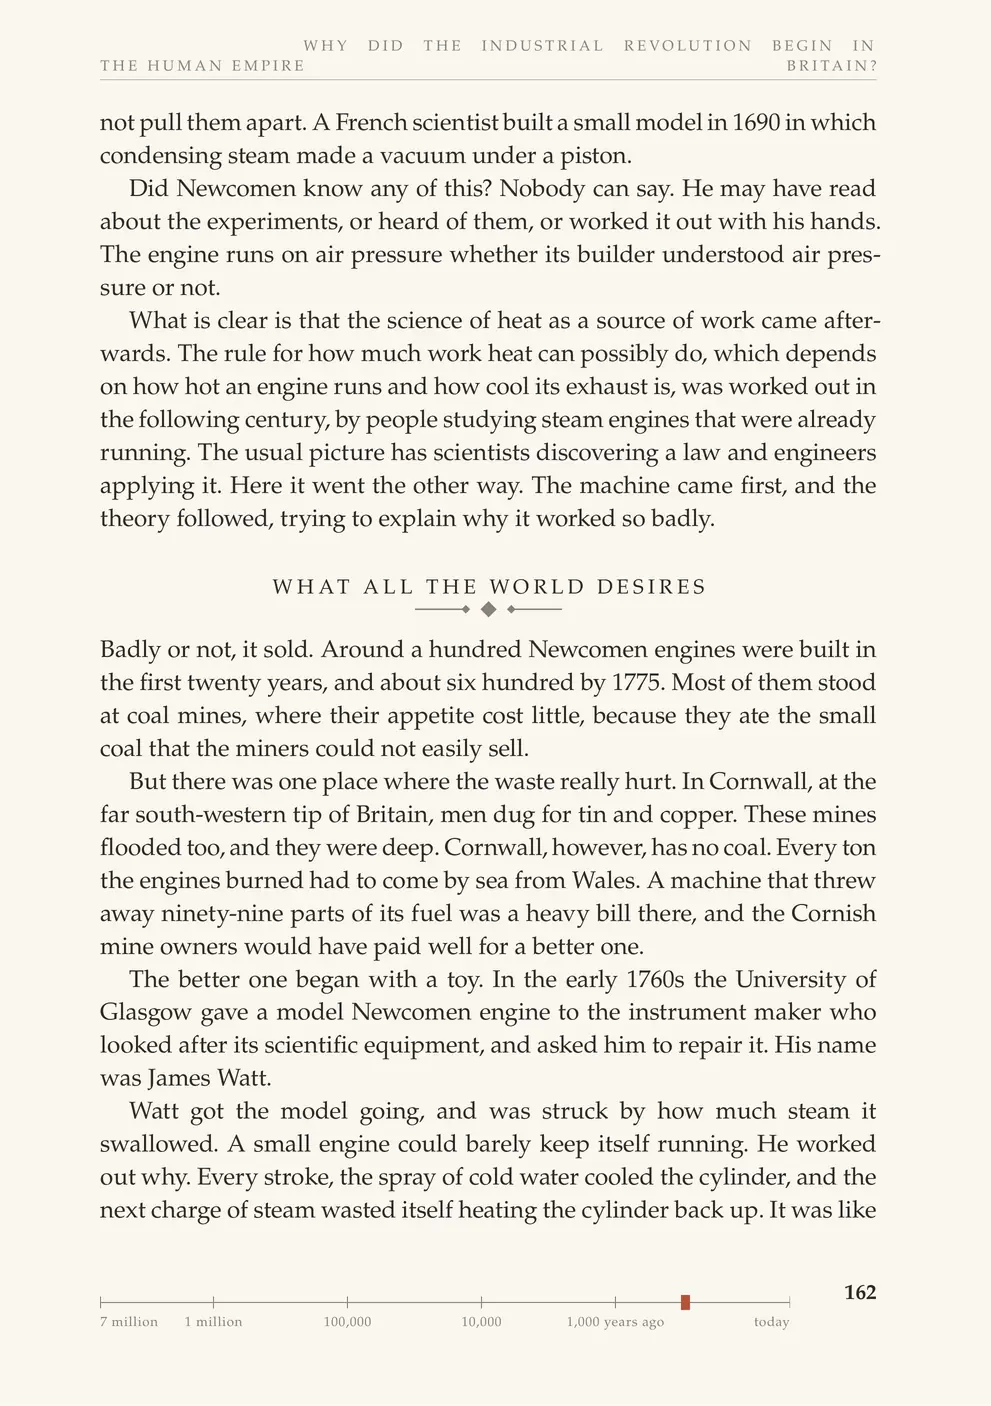 THE HUMAN EMPIRE
WHY DID THE INDUSTRIAL REVOLUTION BEGIN IN
BRITAIN?
not pull them apart. A French scientist built a small model in 1690 in which
condensing steam made a vacuum under a piston.
Did Newcomen know any of this? Nobody can say. He may have read
about the experiments, or heard of them, or worked it out with his hands.
The engine runs on air pressure whether its builder understood air pres-
sure or not.
What is clear is that the science of heat as a source of work came after-
wards. The rule for how much work heat can possibly do, which depends
on how hot an engine runs and how cool its exhaust is, was worked out in
the following century, by people studying steam engines that were already
running. The usual picture has scientists discovering a law and engineers
applying it. Here it went the other way. The machine came first, and the
theory followed, trying to explain why it worked so badly.
WHAT ALL THE WORLD DESIRES
Badly or not, it sold. Around a hundred Newcomen engines were built in
the first twenty years, and about six hundred by 1775. Most of them stood
at coal mines, where their appetite cost little, because they ate the small
coal that the miners could not easily sell.
But there was one place where the waste really hurt. In Cornwall, at the
far south-western tip of Britain, men dug for tin and copper. These mines
flooded too, and they were deep. Cornwall, however, has no coal. Every ton
the engines burned had to come by sea from Wales. A machine that threw
away ninety-nine parts of its fuel was a heavy bill there, and the Cornish
mine owners would have paid well for a better one.
The better one began with a toy. In the early 1760s the University of
Glasgow gave a model Newcomen engine to the instrument maker who
looked after its scientific equipment, and asked him to repair it. His name
was James Watt.
Watt got the model going, and was struck by how much steam it
swallowed. A small engine could barely keep itself running. He worked
out why. Every stroke, the spray of cold water cooled the cylinder, and the
next charge of steam wasted itself heating the cylinder back up. It was like
162
7 million 1 million 100,000 10,000 1,000 years ago today